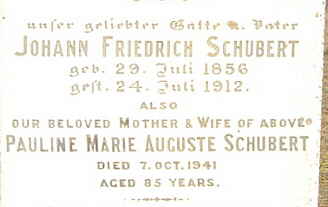 unser geliebter Gatte u. Vater
JOHANN FRIEDRICH SCHUBERT
geb. 29. Juli 1856
gest. 24. Juli 1912.
ALSO
OUR BELOVED MOTHER & WIFE OF ABOVE
PAULINE MARIE AUGUSTE SCHUBERT
DIED 7. OCT. 1941
AGED 85 YEARS.